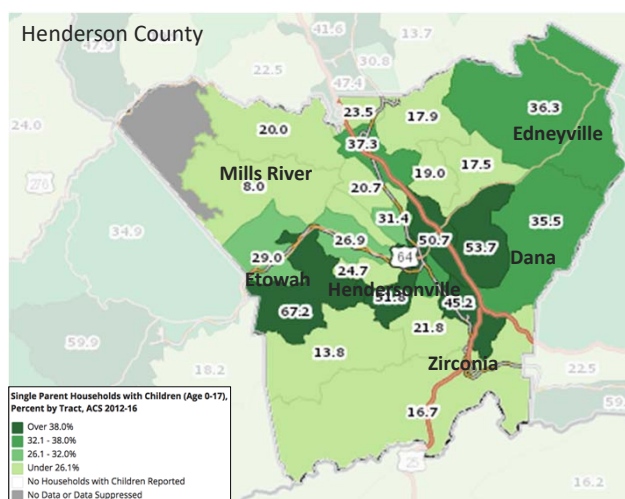 Henderson County
41.6
13.7
47.9
30.8
22.5
47.4
23.5
17.9
36.3
24.0
20.0
Edneyville
37.3
17.5
Mills River
19.0
8.0
20.7
276
31.4
35.5
34.9
26.9
50.7
53.7
29.0
64
Dana
Etowah
24.7
Hendersonville
51.8
45.2
67.2
21.8
59.9
13.8
Zirconia
18.2
22.5
Single Parent Households with Children (Age 0-17),
Percent by Tract, ACS 2012-16
Over 38.0%
32.1 - 38.0%
26.1 - 32.0%
Under 26.1%
No Households with Children Reported
No Data or Data Suppressed
16.7
59.
25
16.2